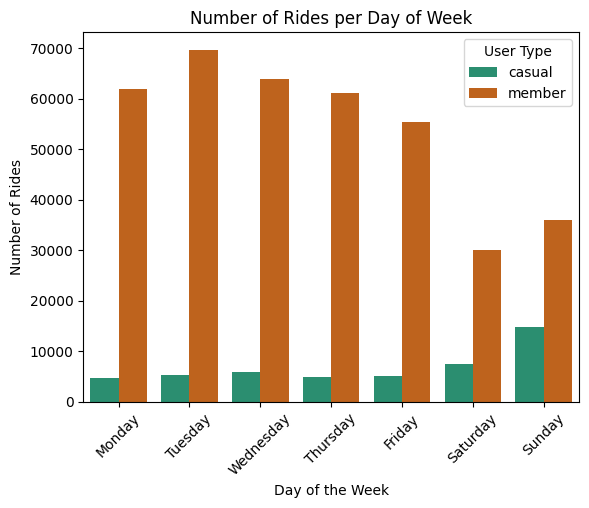 Number of Rides per Day of Week
User Type
casual
member
Number of Rides
70000
60000
50000
40000
30000
20000
10000
0
Monday
Tuesday
Wednesday
Thursday
Friday
Saturday
Sunday
Day of the Week